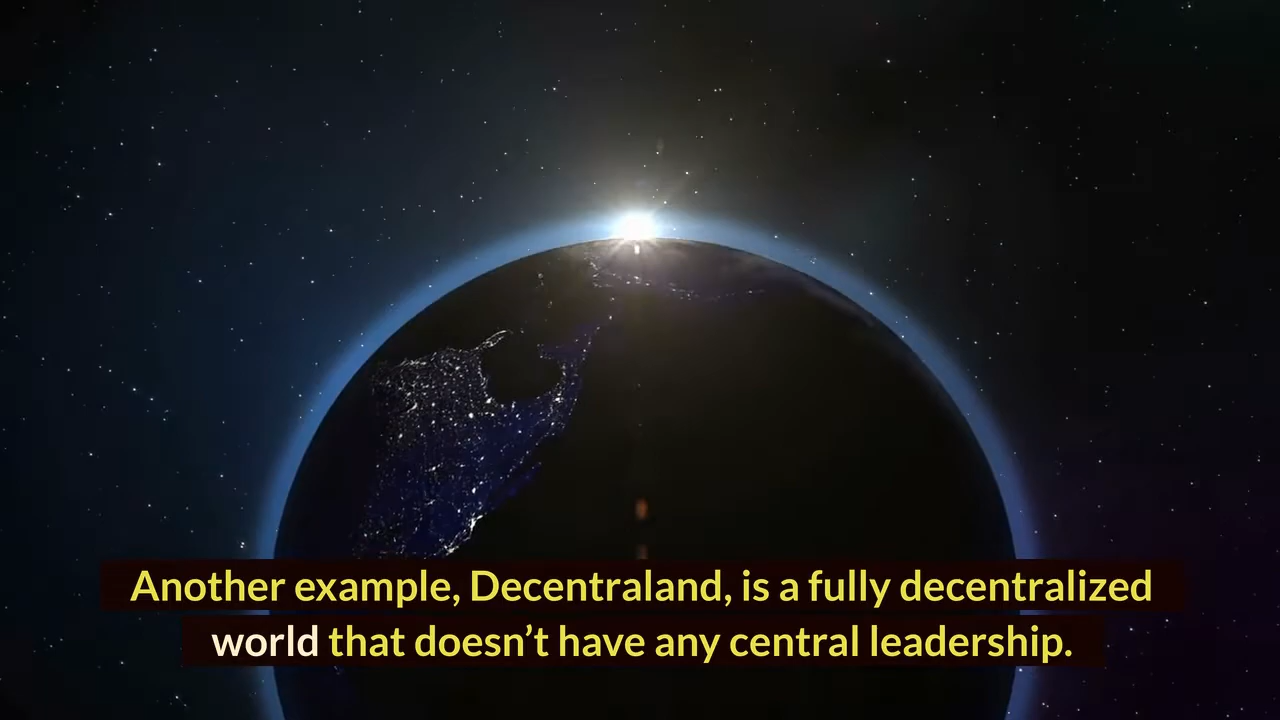 Another example, Decentraland, is a fully decentralized
world that doesn’t have any central leadership.